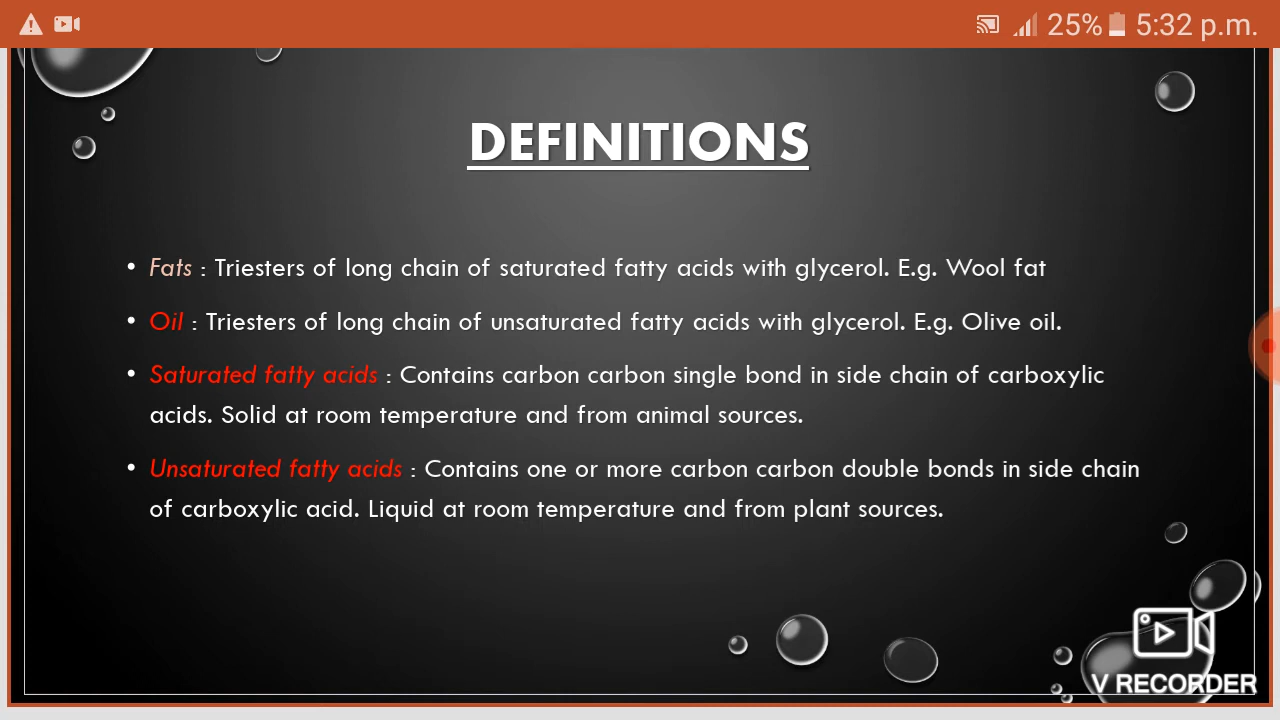 25% 5:32 p.m.
DEFINITIONS
• Fats : Triesters of long chain of saturated fatty acids with glycerol. E.g. Wool fat
• Oil : Triesters of long chain of unsaturated fatty acids with glycerol. E.g. Olive oil.
• Saturated fatty acids : Contains carbon carbon single bond in side chain of carboxylic
acids. Solid at room temperature and from animal sources.
• Unsaturated fatty acids : Contains one or more carbon carbon double bonds in side chain
of carboxylic acid. Liquid at room temperature and from plant sources.
V RECORDER